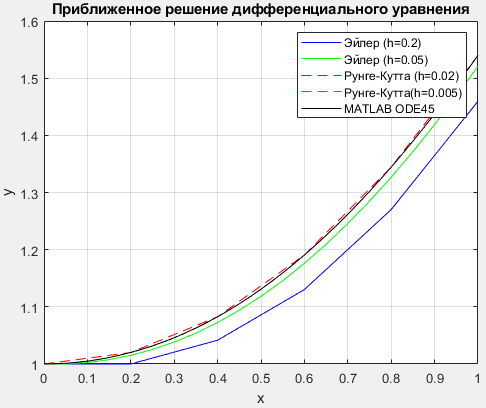 Приближенное решение дифференциального уравнения
1.6
1.5
1.4
1.3
1.2
1.1
1
y
Эйлер (h=0.2)
Эйлер (h=0.05)
Рунге-Кутта (h=0.02)
Рунге-Кутта(h=0.005)
MATLAB ODE45
0 0.1 0.2 0.3 0.4 0.5 0.6 0.7 0.8 0.9 1
x